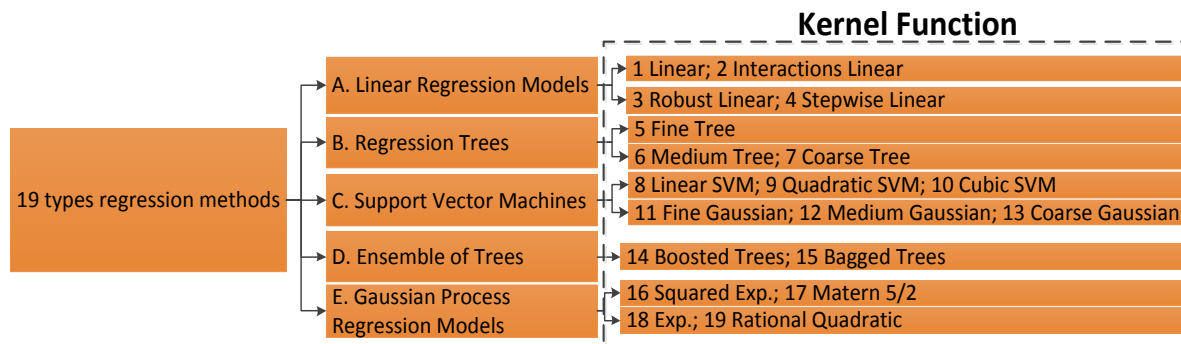 Kernel Function
19 types regression methods
A. Linear Regression Models
1 Linear; 2 Interactions Linear
3 Robust Linear; 4 Stepwise Linear
B. Regression Trees
5 Fine Tree
6 Medium Tree; 7 Coarse Tree
C. Support Vector Machines
8 Linear SVM; 9 Quadratic SVM; 10 Cubic SVM
11 Fine Gaussian; 12 Medium Gaussian; 13 Coarse Gaussian
D. Ensemble of Trees
14 Boosted Trees; 15 Bagged Trees
E. Gaussian Process
Regression Models
16 Squared Exp.; 17 Matern 5/2
18 Exp.; 19 Rational Quadratic